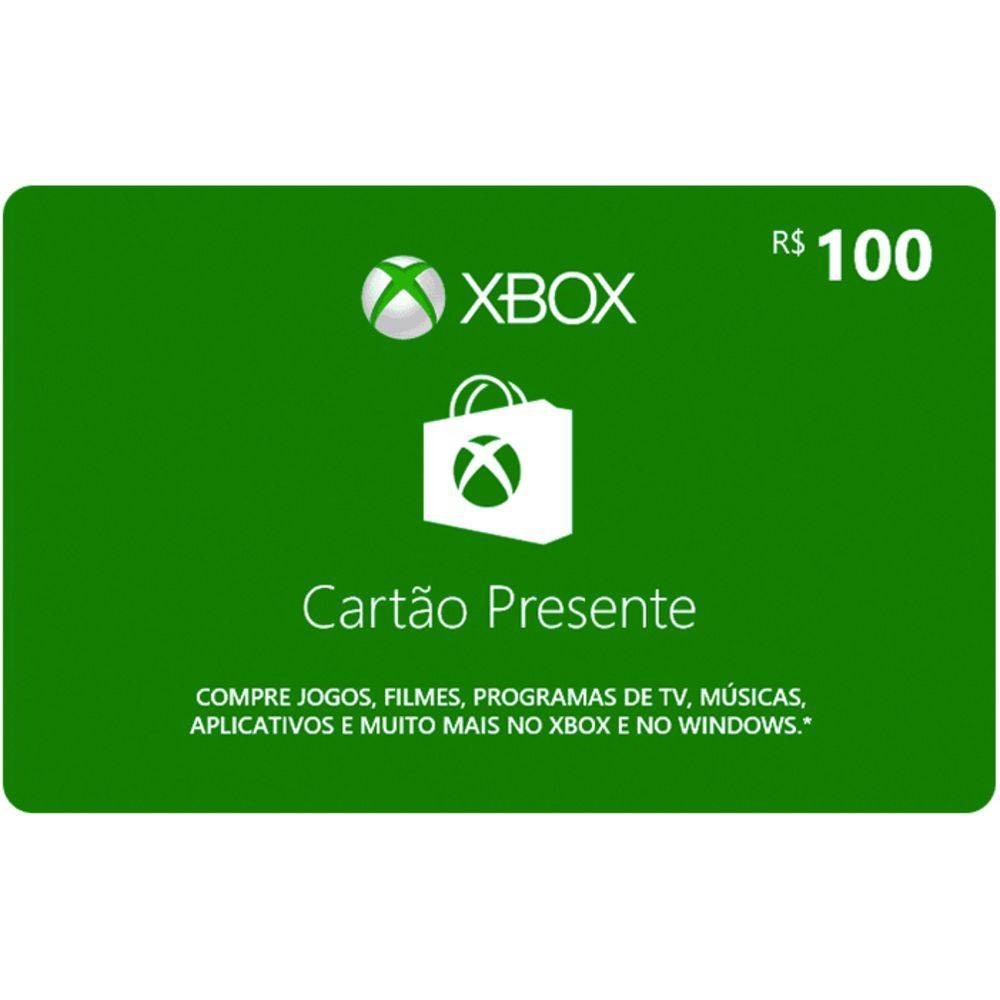 R$ 100
XBOX
Cartão Presente
COMPRE JOGOS, FILMES, PROGRAMAS DE TV, MÚSICAS,
APLICATIVOS E MUITO MAIS NO XBOX E NO WINDOWS.*